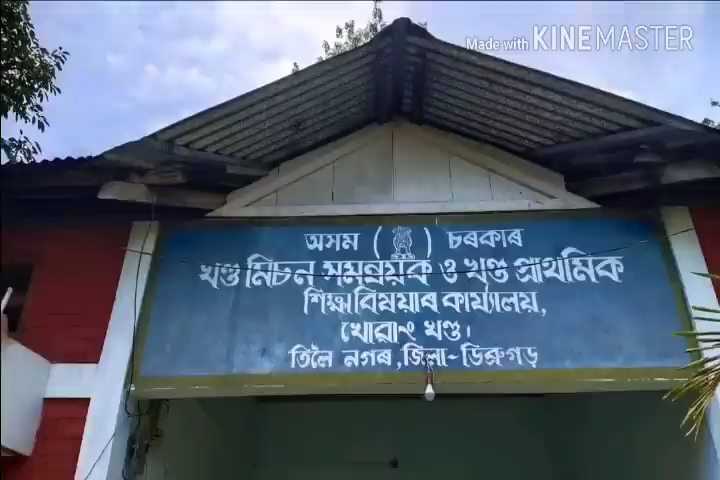 Made with KINEMASTER
অসম চৰকাৰ
খণ্ড মিচন সমন্বয়ক ও খণ্ড প্ৰাথমিক
শিক্ষা বিষয়াৰ কাৰ্য্যালয়,
খোৱাং খণ্ড।
তিলৈ নগৰ, জিলা-ডিব্ৰুগড়